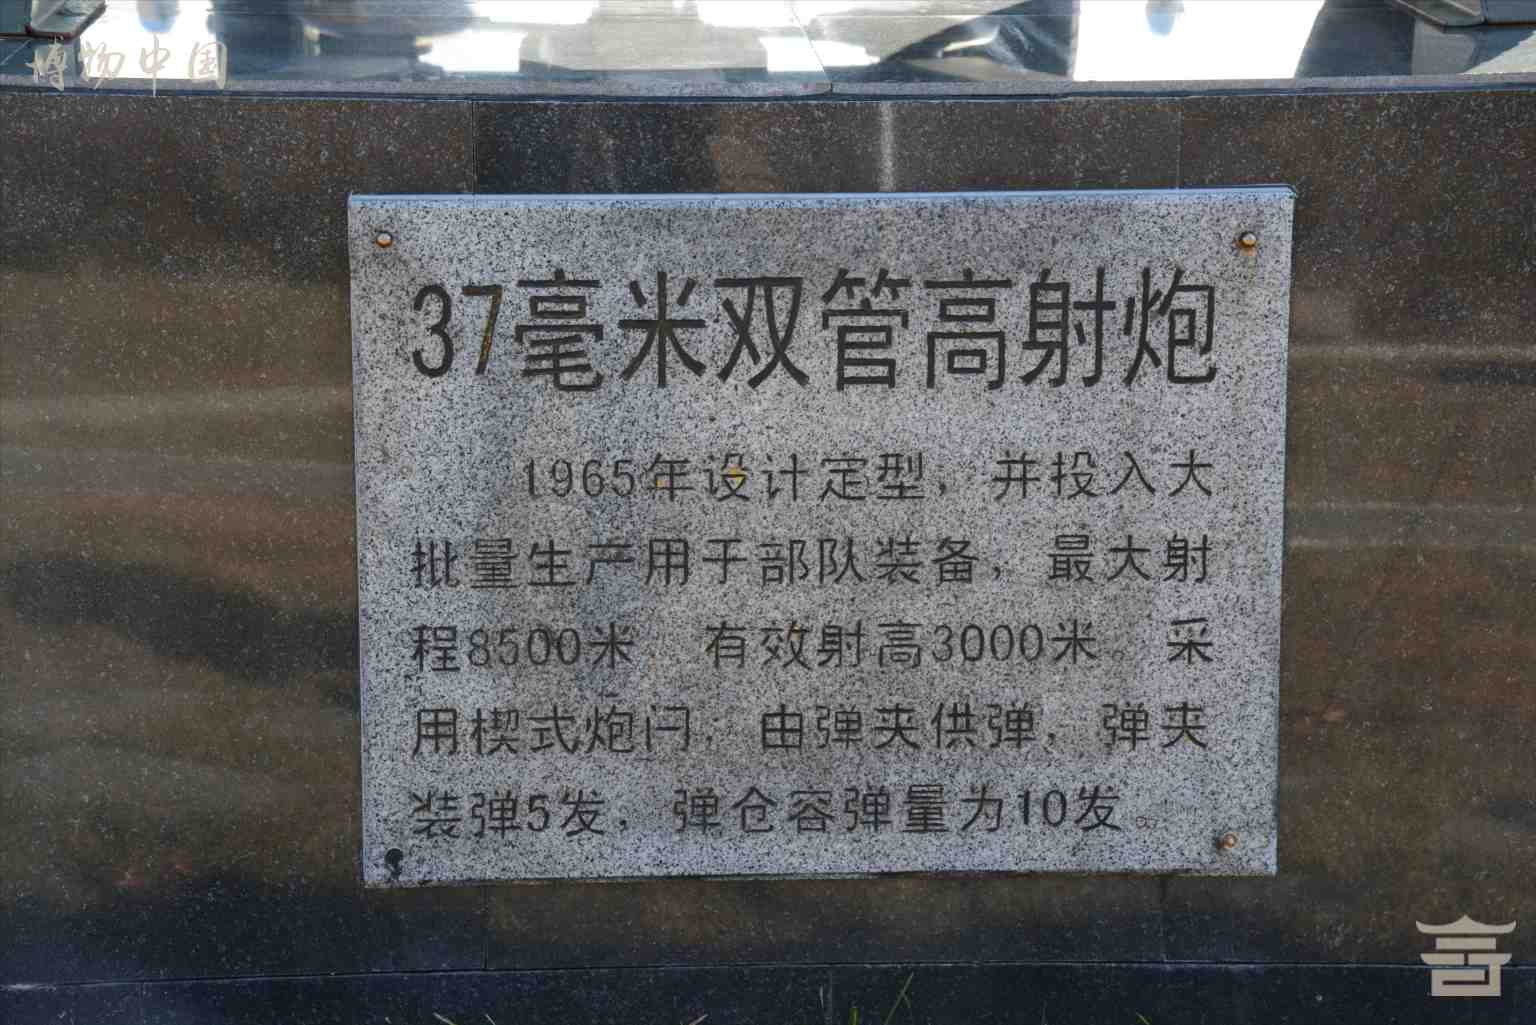 博物中国
37毫米双管高射炮
1965年设计定型，并投入大
批量生产用于部队装备，最大射
程8500米，有效射高3000米。采
用楔式炮闩，由弹夹供弹，弹夹
装弹5发，弹仓容弹量为10发。